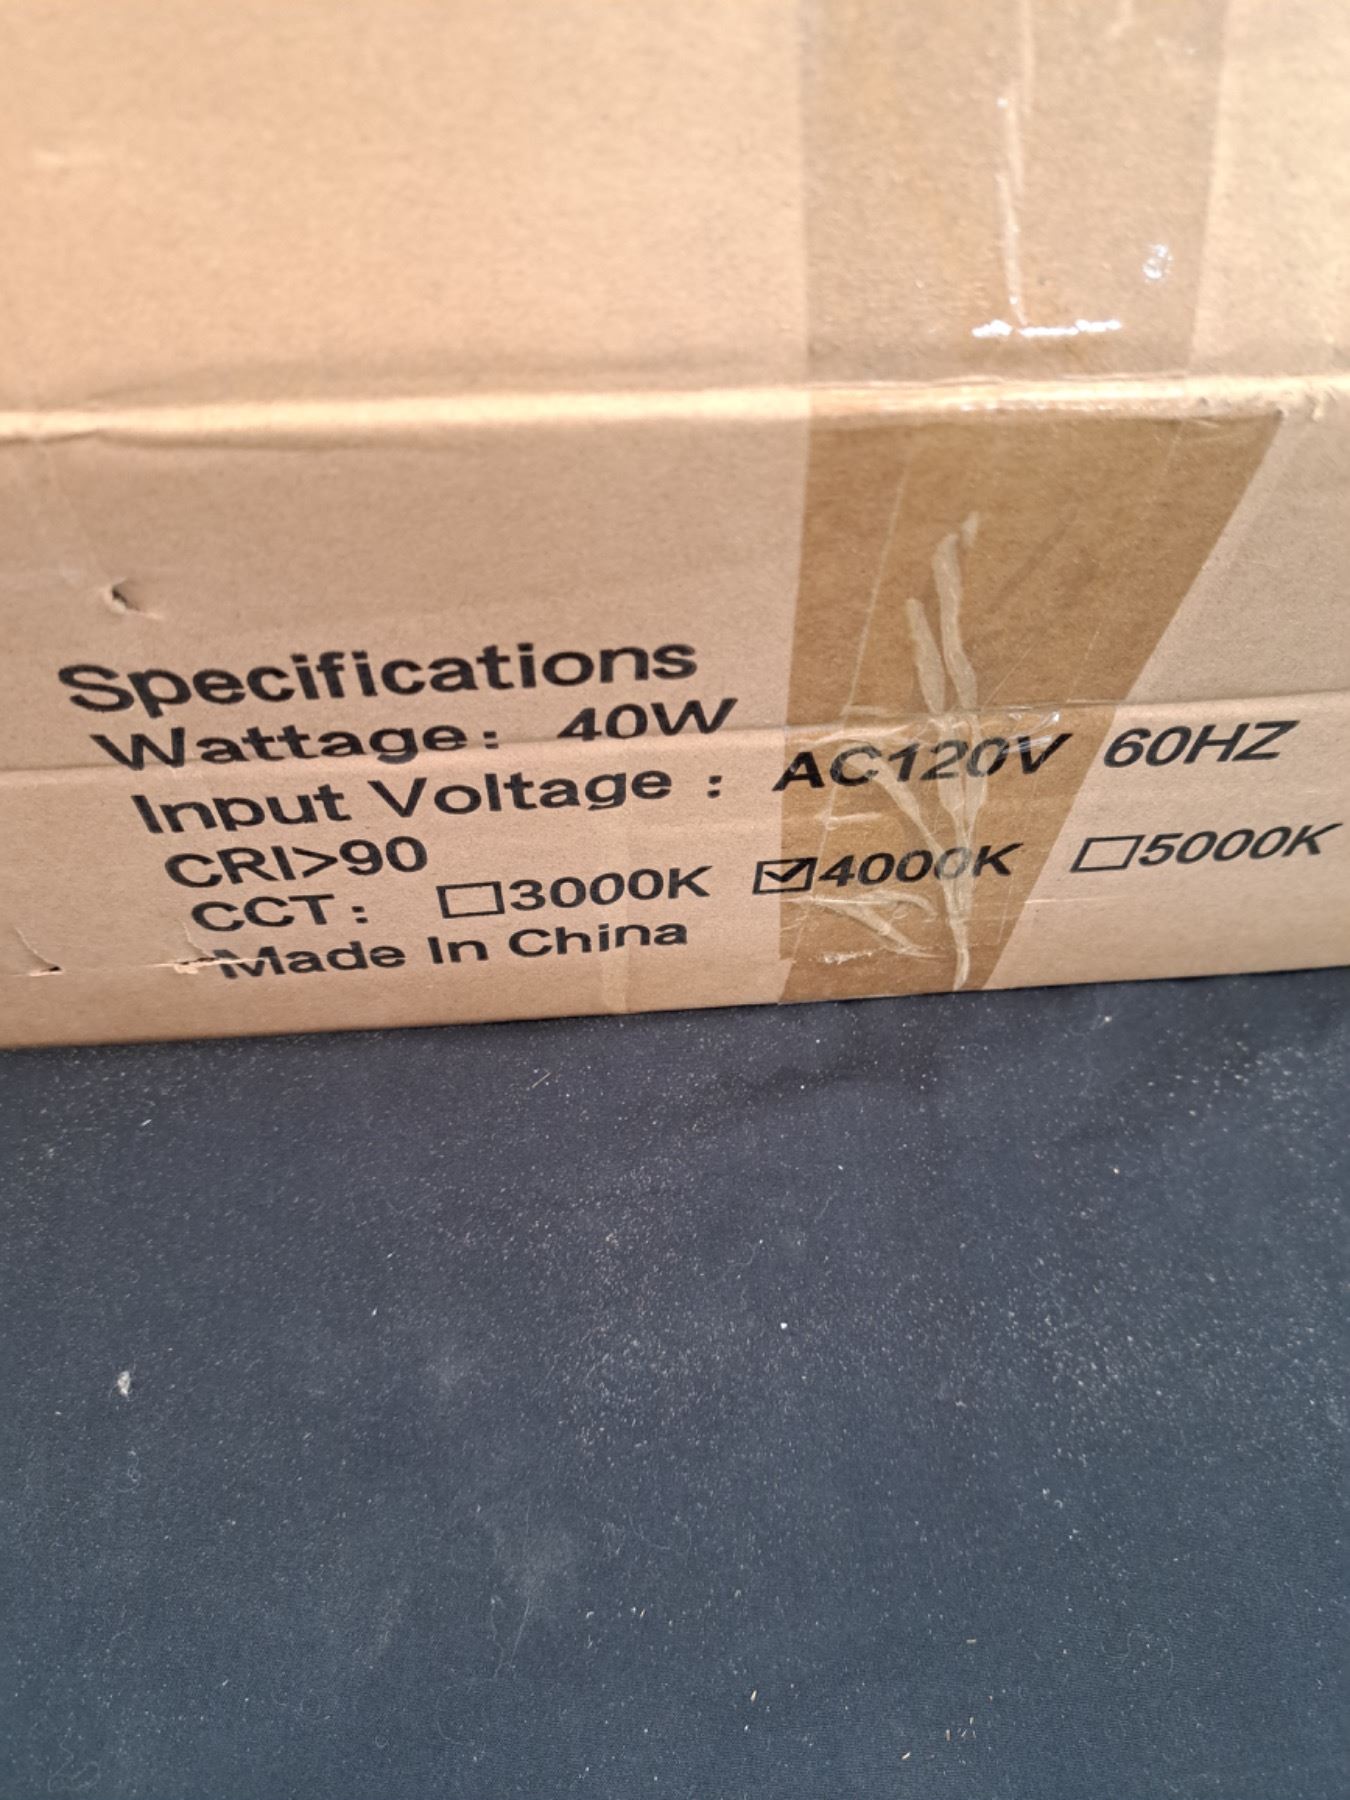 Specifications
Wattage: 40W
Input Voltage : AC120V 60HZ
CRI>90
CCT: ☐3000K ☑4000K ☐5000K
Made In China